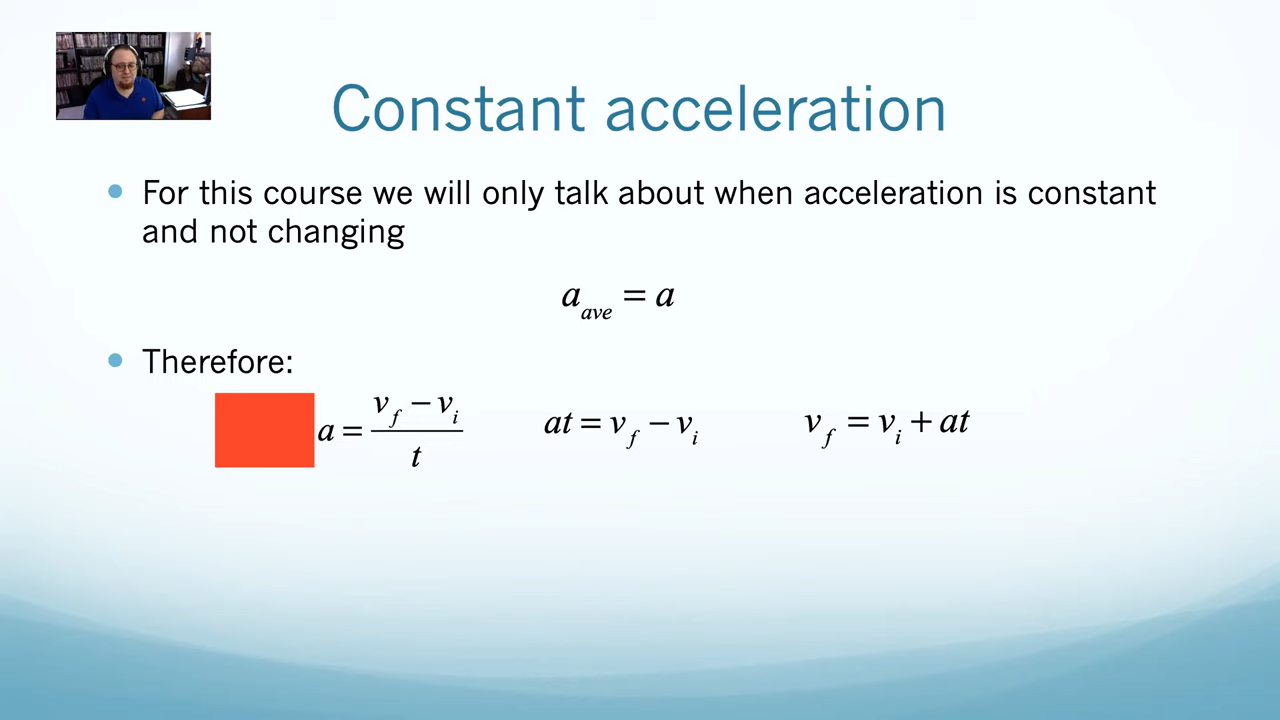 Constant acceleration
• For this course we will only talk about when acceleration is constant
and not changing
a_ave = a
• Therefore:
a = (v_f − v_i)/t    at = v_f − v_i    v_f = v_i + at